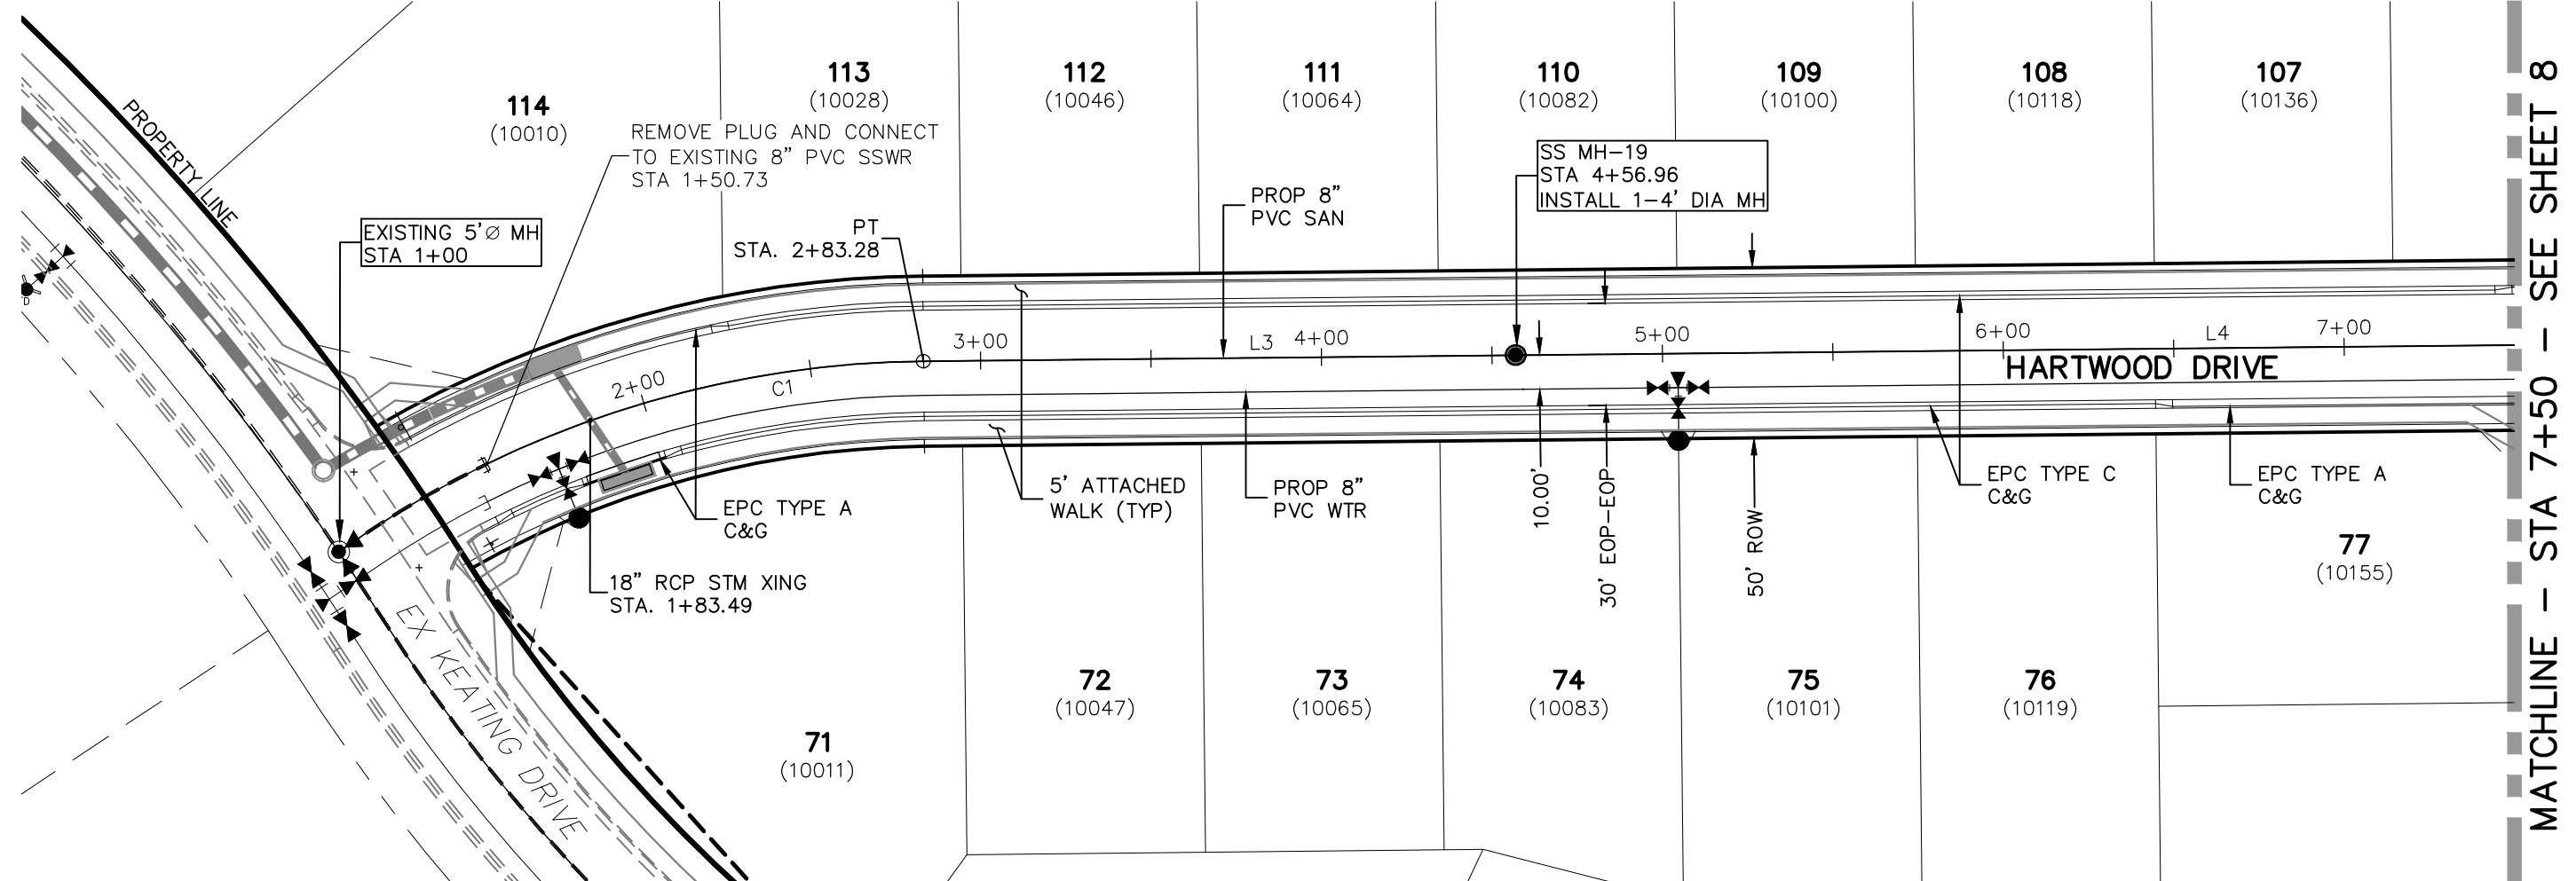 114
(10010)
113
(10028)
112
(10046)
111
(10064)
110
(10082)
109
(10100)
108
(10118)
107
(10136)
PROPERTY LINE
REMOVE PLUG AND CONNECT
TO EXISTING 8" PVC SSWR
STA 1+50.73
EXISTING 5'∅ MH
STA 1+00
PT
STA. 2+83.28
PROP 8"
PVC SAN
SS MH-19
STA 4+56.96
INSTALL 1-4' DIA MH
2+00
C1
3+00
L3
4+00
5+00
6+00
L4
7+00
HARTWOOD DRIVE
EPC TYPE A
C&G
18" RCP STM XING
STA. 1+83.49
5' ATTACHED
WALK (TYP)
PROP 8"
PVC WTR
10.00'
30' EOP-EOP
50' ROW
EPC TYPE C
C&G
EPC TYPE A
C&G
EX KEATING DRIVE
71
(10011)
72
(10047)
73
(10065)
74
(10083)
75
(10101)
76
(10119)
77
(10155)
MATCHLINE - STA 7+50 - SEE SHEET 8